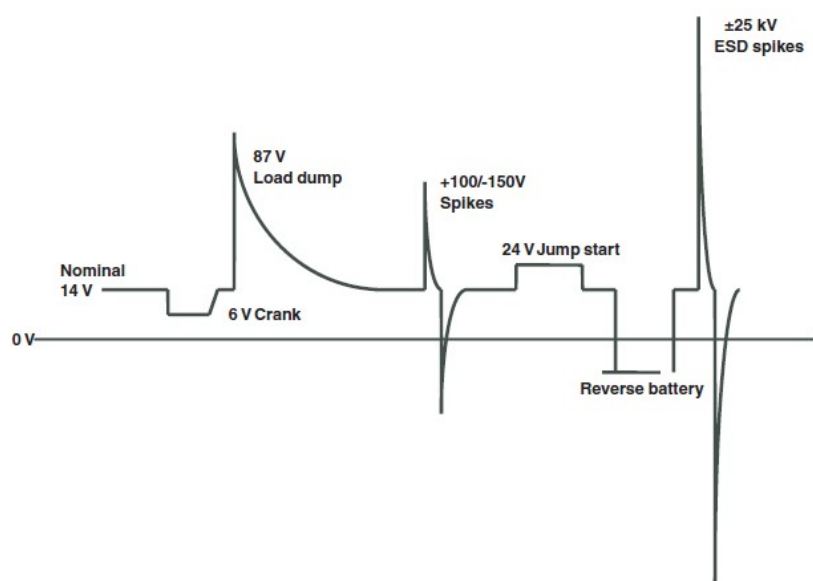 ±25 kV
ESD spikes
87 V
Load dump
+100/-150V
Spikes
24 V Jump start
Nominal
14 V
6 V Crank
0 V
Reverse battery